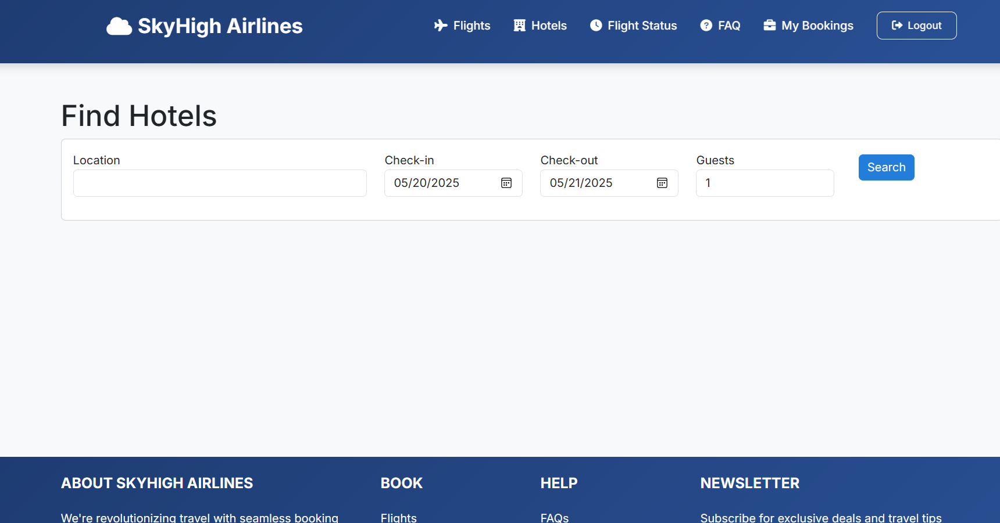 SkyHigh Airlines
Flights Hotels Flight Status FAQ My Bookings Logout
Find Hotels
Location Check-in Check-out Guests
05/20/2025 05/21/2025 1 Search
ABOUT SKYHIGH AIRLINES BOOK HELP NEWSLETTER
We're revolutionizing travel with seamless booking Flights FAQs Subscribe for exclusive deals and travel tips